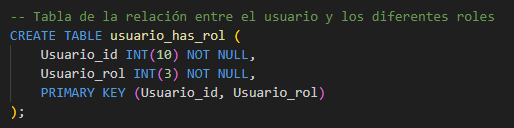 -- Tabla de la relación entre el usuario y los diferentes roles
CREATE TABLE usuario_has_rol (
    Usuario_id INT(10) NOT NULL,
    Usuario_rol INT(3) NOT NULL,
    PRIMARY KEY (Usuario_id, Usuario_rol)
);